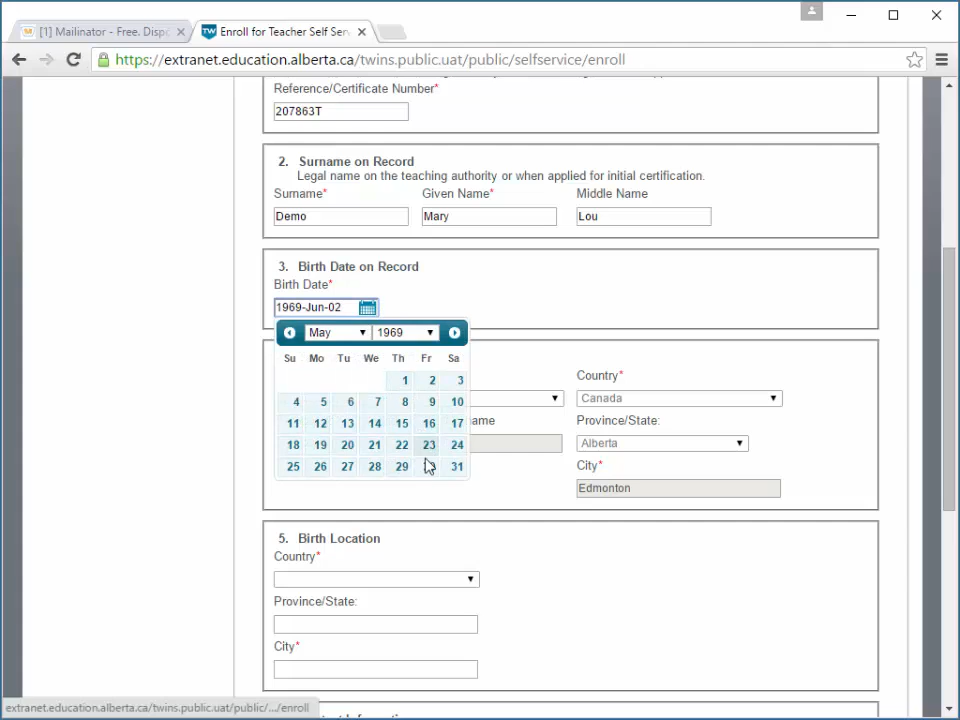 [1] Mailinator - Free. Disp
Enroll for Teacher Self Ser
https://extranet.education.alberta.ca/twins.public.uat/public/selfservice/enroll
Reference/Certificate Number*
207863T
2. Surname on Record
Legal name on the teaching authority or when applied for initial certification.
Surname* Given Name* Middle Name
Demo Mary Lou
3. Birth Date on Record
Birth Date*
1969-Jun-02
May 1969
Su Mo Tu We Th Fr Sa
1 2 3
4 5 6 7 8 9 10
11 12 13 14 15 16 17
18 19 20 21 22 23 24
25 26 27 28 29 31
Country*
Canada
ame Province/State:
Alberta
City*
Edmonton
5. Birth Location
Country*
Province/State:
City*
extranet.education.alberta.ca/twins.public.uat/public/.../enroll